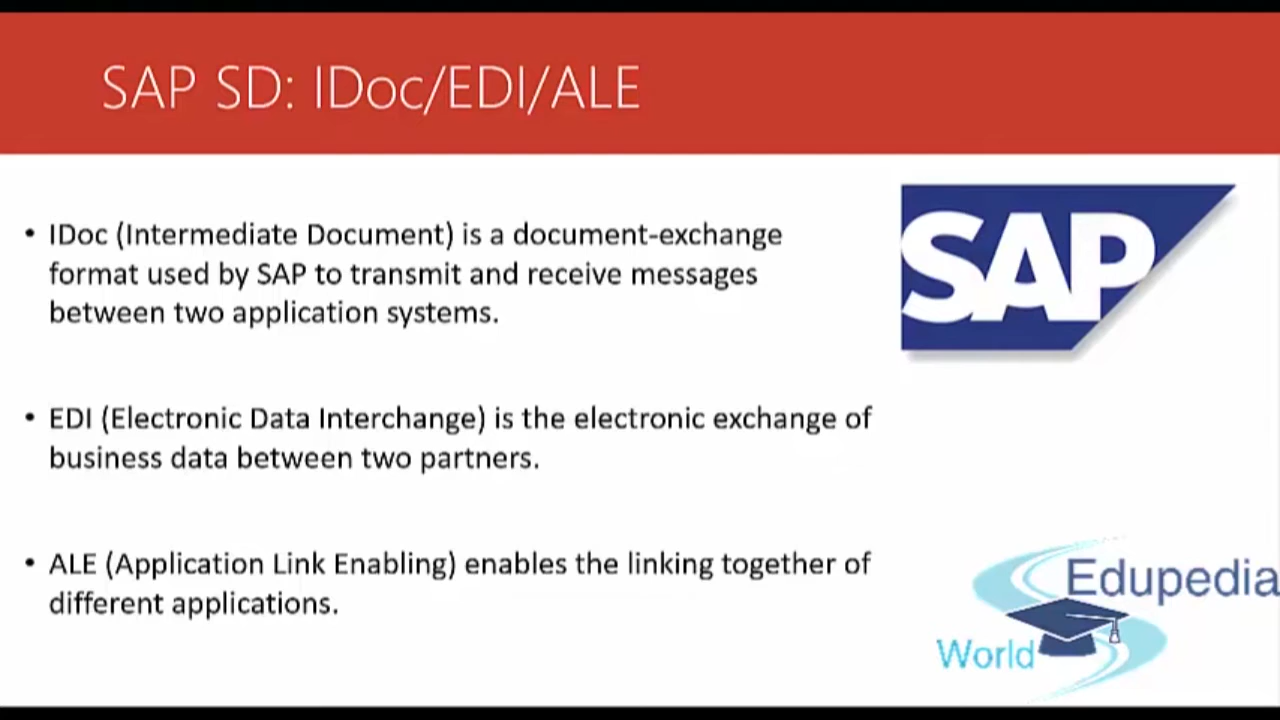 SAP SD: IDoc/EDI/ALE
• IDoc (Intermediate Document) is a document-exchange
format used by SAP to transmit and receive messages
between two application systems.
SAP
• EDI (Electronic Data Interchange) is the electronic exchange of
business data between two partners.
• ALE (Application Link Enabling) enables the linking together of
different applications.
Edupedia
World